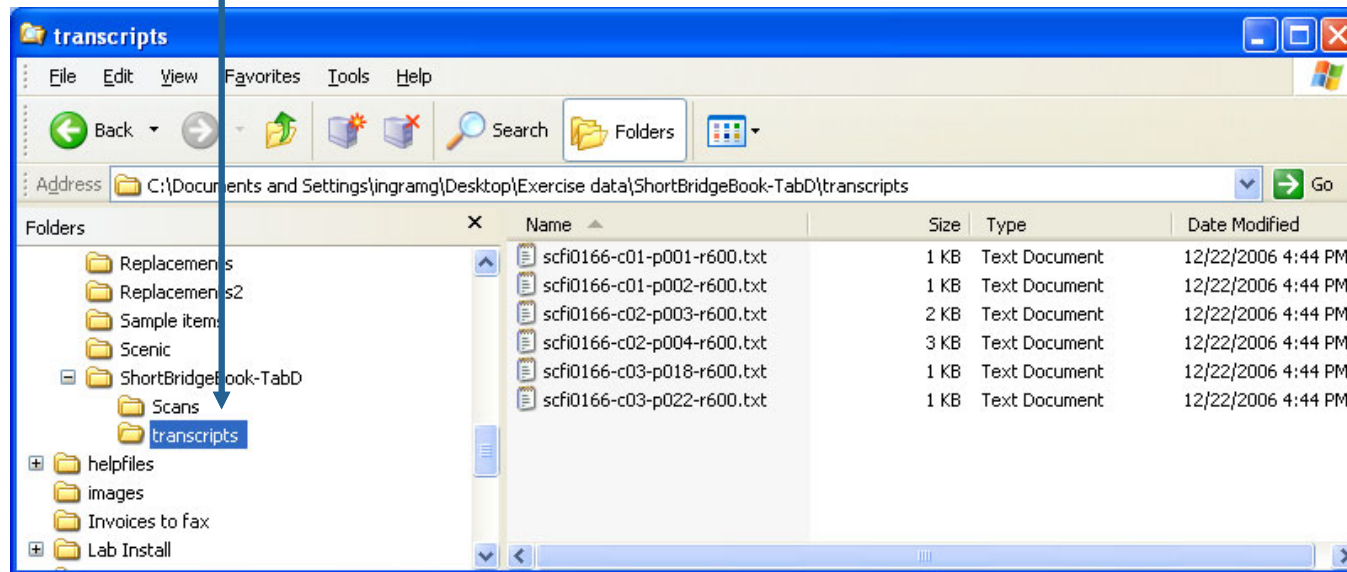 transcripts
File Edit View Favorites Tools Help
Back Search Folders
Address C:\Documents and Settings\ingramg\Desktop\Exercise data\ShortBridgeBook-TabD\transcripts Go
Folders
Replacements
Replacements2
Sample items
Scenic
ShortBridgeBook-TabD
Scans
transcripts
helpfiles
images
Invoices to fax
Lab Install
Name Size Type Date Modified
scfi0166-c01-p001-r600.txt 1 KB Text Document 12/22/2006 4:44 PM
scfi0166-c01-p002-r600.txt 1 KB Text Document 12/22/2006 4:44 PM
scfi0166-c02-p003-r600.txt 2 KB Text Document 12/22/2006 4:44 PM
scfi0166-c02-p004-r600.txt 3 KB Text Document 12/22/2006 4:44 PM
scfi0166-c03-p018-r600.txt 1 KB Text Document 12/22/2006 4:44 PM
scfi0166-c03-p022-r600.txt 1 KB Text Document 12/22/2006 4:44 PM